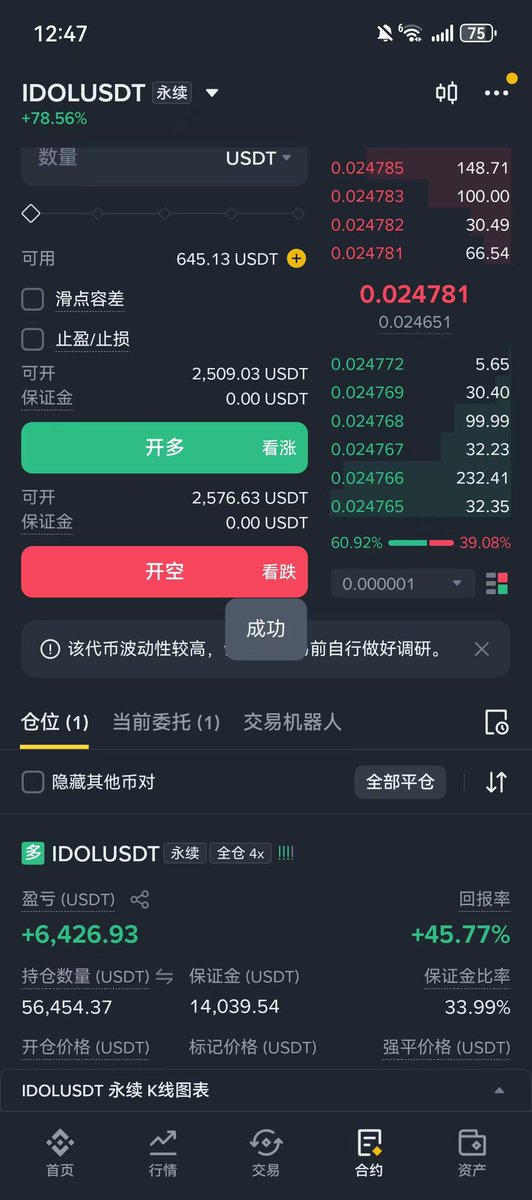 12:47
6
75
IDOLUSDT 永续
+78.56%
数量 USDT
可用 645.13 USDT
滑点容差
止盈/止损
可开 2,509.03 USDT
保证金 0.00 USDT
开多 看涨
可开 2,576.63 USDT
保证金 0.00 USDT
开空 看跌
0.024785 148.71
0.024783 100.00
0.024782 30.49
0.024781 66.54
0.024781
0.024651
0.024772 5.65
0.024769 30.40
0.024768 99.99
0.024767 32.23
0.024766 232.41
0.024765 32.35
60.92% 39.08%
0.000001
成功
该代币波动性较高，前自行做好调研。
仓位 (1) 当前委托 (1) 交易机器人
隐藏其他币对 全部平仓
多 IDOLUSDT 永续 全仓 4x !!!!
盈亏 (USDT) 回报率
+6,426.93 +45.77%
持仓数量 (USDT) 保证金 (USDT) 保证金比率
56,454.37 14,039.54 33.99%
开仓价格 (USDT) 标记价格 (USDT) 强平价格 (USDT)
IDOLUSDT 永续 K线图表
首页 行情 交易 合约 资产